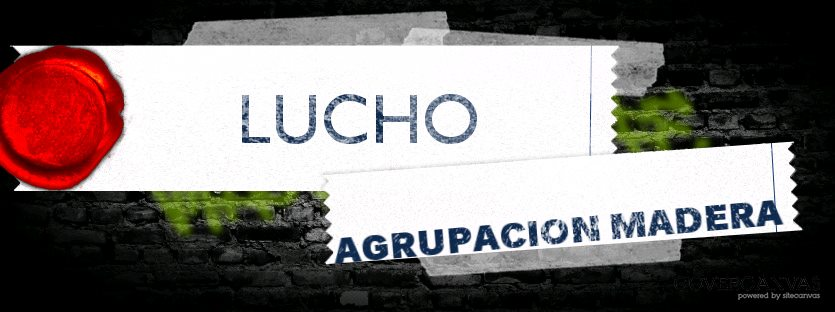 LUCHO
AGRUPACION MADERA
COVERCANVAS
powered by sitecanvas